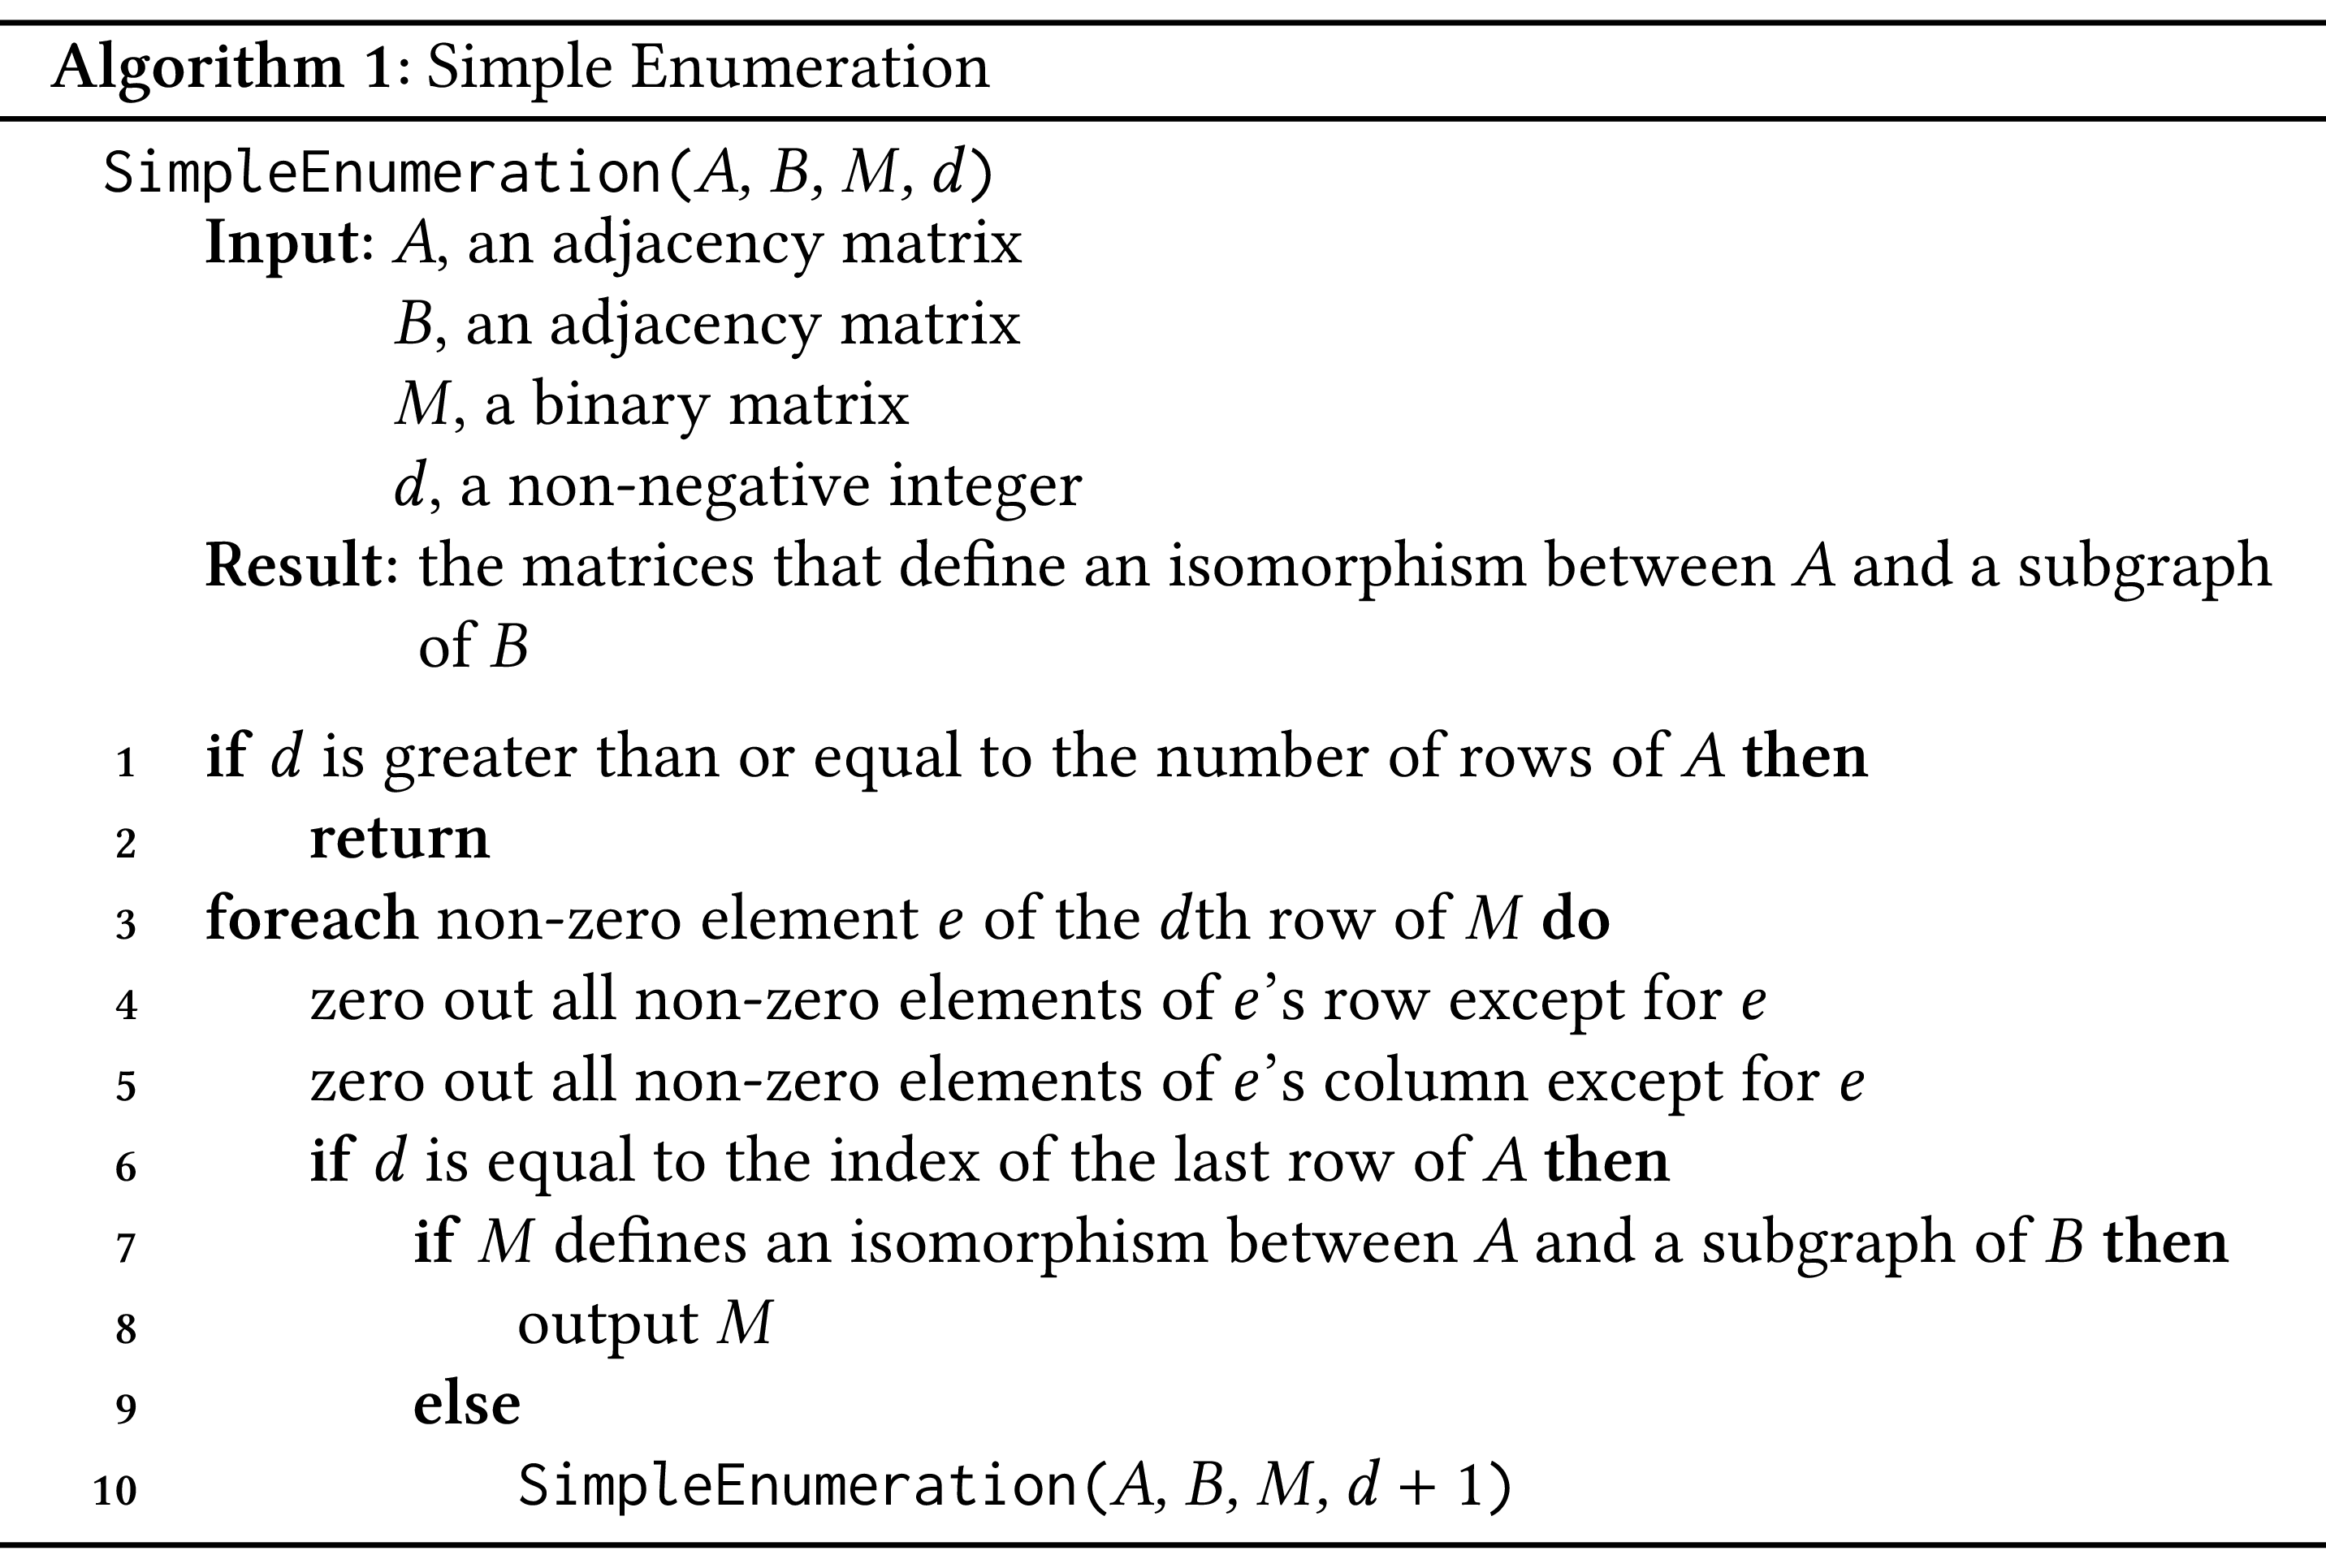 Algorithm 1: Simple Enumeration
SimpleEnumeration(A, B, M, d)
Input: A, an adjacency matrix
B, an adjacency matrix
M, a binary matrix
d, a non-negative integer
Result: the matrices that define an isomorphism between A and a subgraph
of B
1 if d is greater than or equal to the number of rows of A then
2 return
3 foreach non-zero element e of the dth row of M do
4 zero out all non-zero elements of e’s row except for e
5 zero out all non-zero elements of e’s column except for e
6 if d is equal to the index of the last row of A then
7 if M defines an isomorphism between A and a subgraph of B then
8 output M
9 else
10 SimpleEnumeration(A, B, M, d + 1)